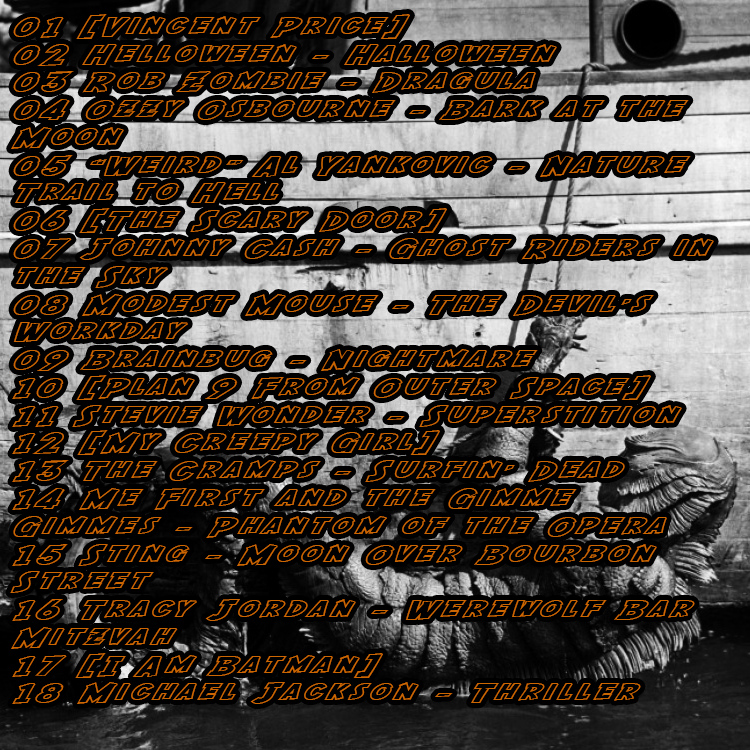 01 [Vincent Price]
02 Helloween - Halloween
03 Rob Zombie - Dragula
04 Ozzy Osbourne - Bark at the
Moon
05 "Weird" Al Yankovic - Nature
Trail to Hell
06 [The Scary Door]
07 Johnny Cash - Ghost Riders in
the Sky
08 Modest Mouse - The Devil's
Workday
09 Brainbug - Nightmare
10 [Plan 9 From Outer Space]
11 Stevie Wonder - Superstition
12 [My Creepy Girl]
13 The Cramps - Surfin' Dead
14 Me First and the Gimme
Gimmes - Phantom of the Opera
15 Sting - Moon Over Bourbon
Street
16 Tracy Jordan - Werewolf Bar
Mitzvah
17 [I Am Batman]
18 Michael Jackson - Thriller